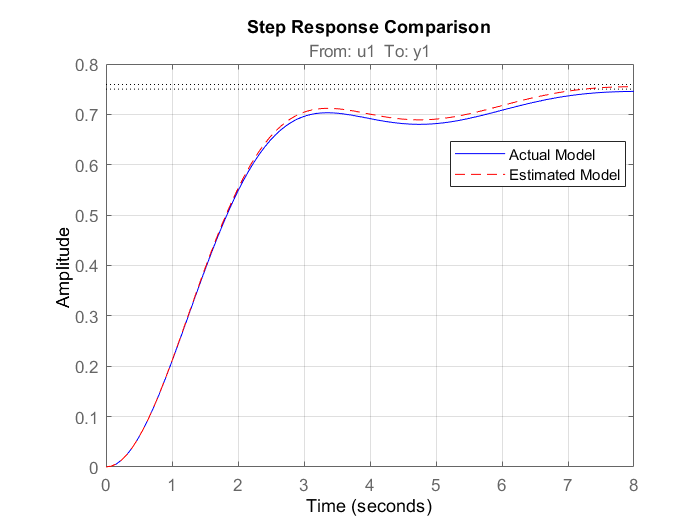 Step Response Comparison
From: u1 To: y1
Amplitude
0.8
0.7
0.6
0.5
0.4
0.3
0.2
0.1
0
Actual Model
Estimated Model
0 1 2 3 4 5 6 7 8
Time (seconds)